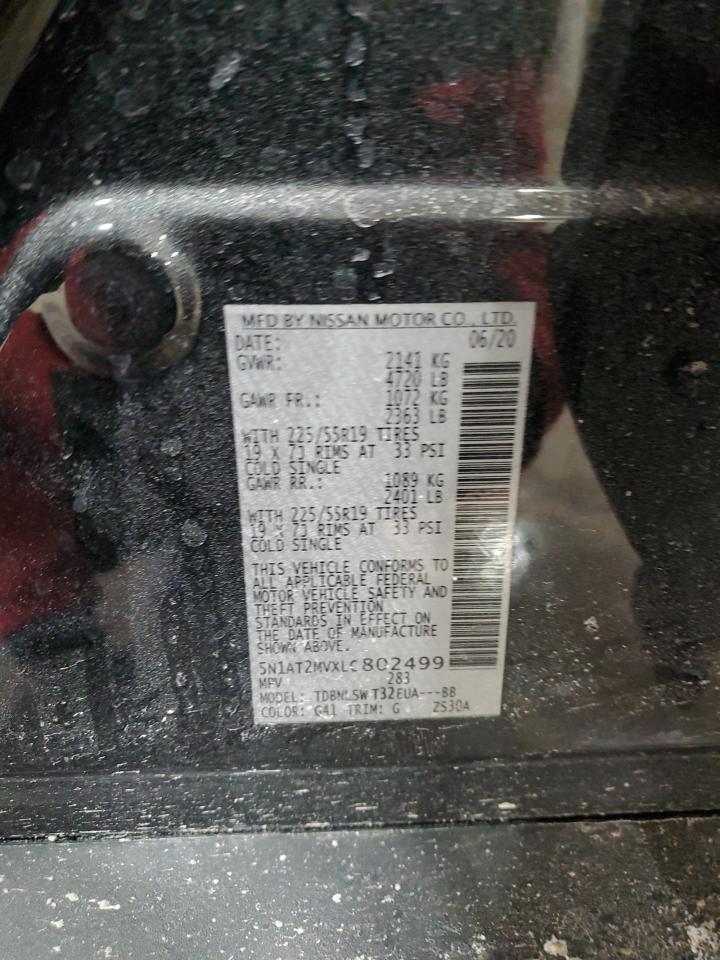 MFD BY NISSAN MOTOR CO., LTD.
DATE: 06/20
GVWR: 2141 KG
4720 LB
GAWR FR.: 1072 KG
2363 LB
WITH 225/55R19 TIRES
19 X 7J RIMS AT 33 PSI
COLD SINGLE
GAWR RR.: 1089 KG
2401 LB
WITH 225/55R19 TIRES
19 X 7J RIMS AT 33 PSI
COLD SINGLE
THIS VEHICLE CONFORMS TO
ALL APPLICABLE FEDERAL
MOTOR VEHICLE SAFETY AND
THEFT PREVENTION
STANDARDS IN EFFECT ON
THE DATE OF MANUFACTURE
SHOWN ABOVE.
5N1AT2MVXLC802499
MPV 283
MODEL: TDBNLSW T32EUA---BB
COLOR: G41 TRIM: G ZS30A